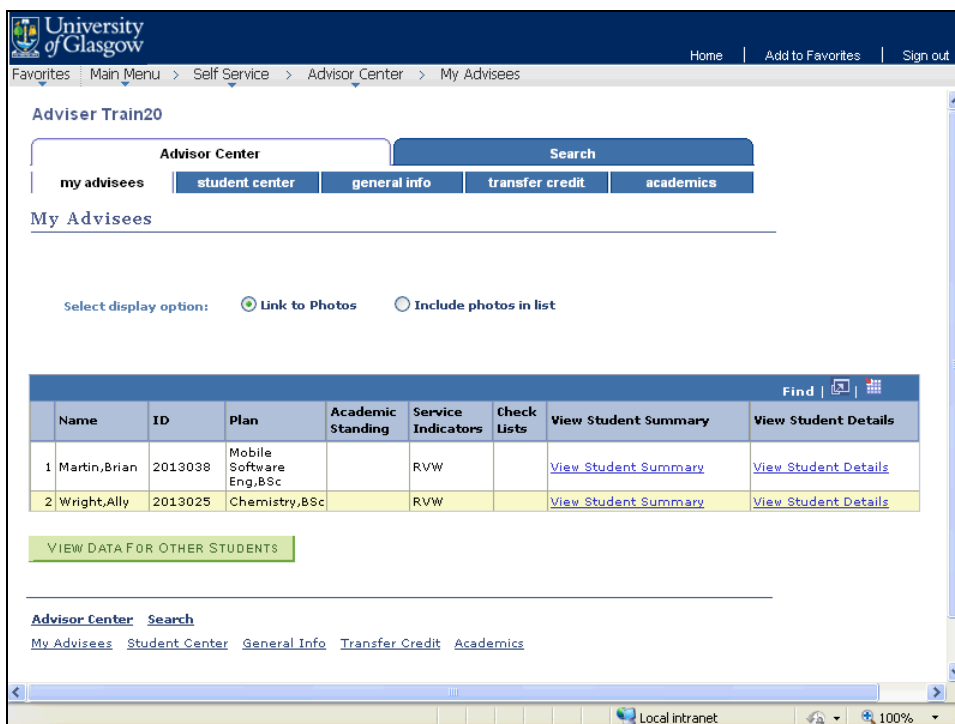 University
of Glasgow
Home | Add to Favorites | Sign out
Favorites Main Menu > Self Service > Advisor Center > My Advisees
Adviser Train20
Advisor Center Search
my advisees student center general info transfer credit academics
My Advisees
Select display option: Link to Photos Include photos in list
Find | |
Name ID Plan Academic Standing Service Indicators Check Lists View Student Summary View Student Details
1 Martin,Brian 2013038 Mobile Software Eng,BSc RVW View Student Summary View Student Details
2 Wright,Ally 2013025 Chemistry,BSc RVW View Student Summary View Student Details
VIEW DATA FOR OTHER STUDENTS
Advisor Center Search
My Advisees Student Center General Info Transfer Credit Academics
Local intranet 100%